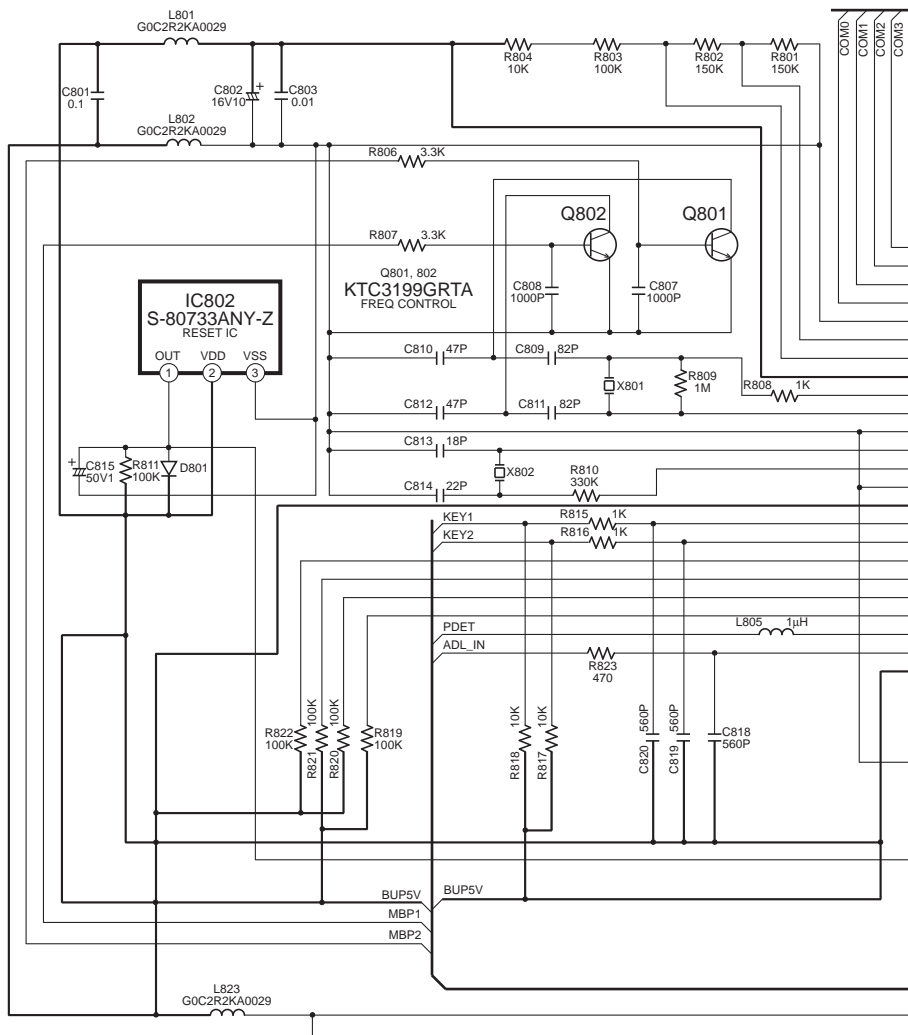 L801
G0C2R2KA0029
C801
0.1
C802
16V10
+
C803
0.01
L802
G0C2R2KA0029
R804
10K
R803
100K
R802
150K
R801
150K
COM0
COM1
COM2
COM3
R806 3.3K
R807 3.3K
Q802
Q801
Q801, 802
KTC3199GRTA
FREQ CONTROL
C808
1000P
C807
1000P
IC802
S-80733ANY-Z
RESET IC
OUT VDD VSS
1 2 3
C810 47P
C809 82P
X801
R809
1M
R808 1K
C812 47P
C811 82P
C813 18P
X802
C814 22P
R810
330K
+
C815
50V1
R811
100K
D801
KEY1
KEY2
R815 1K
R816 1K
PDET
ADL_IN
L805 1µH
R823
470
R822
100K
100K
R821
100K
R820
R819
100K
10K
R818
10K
R817
560P
C820
560P
C819
C818
560P
BUP5V
BUP5V
MBP1
MBP2
L823
G0C2R2KA0029